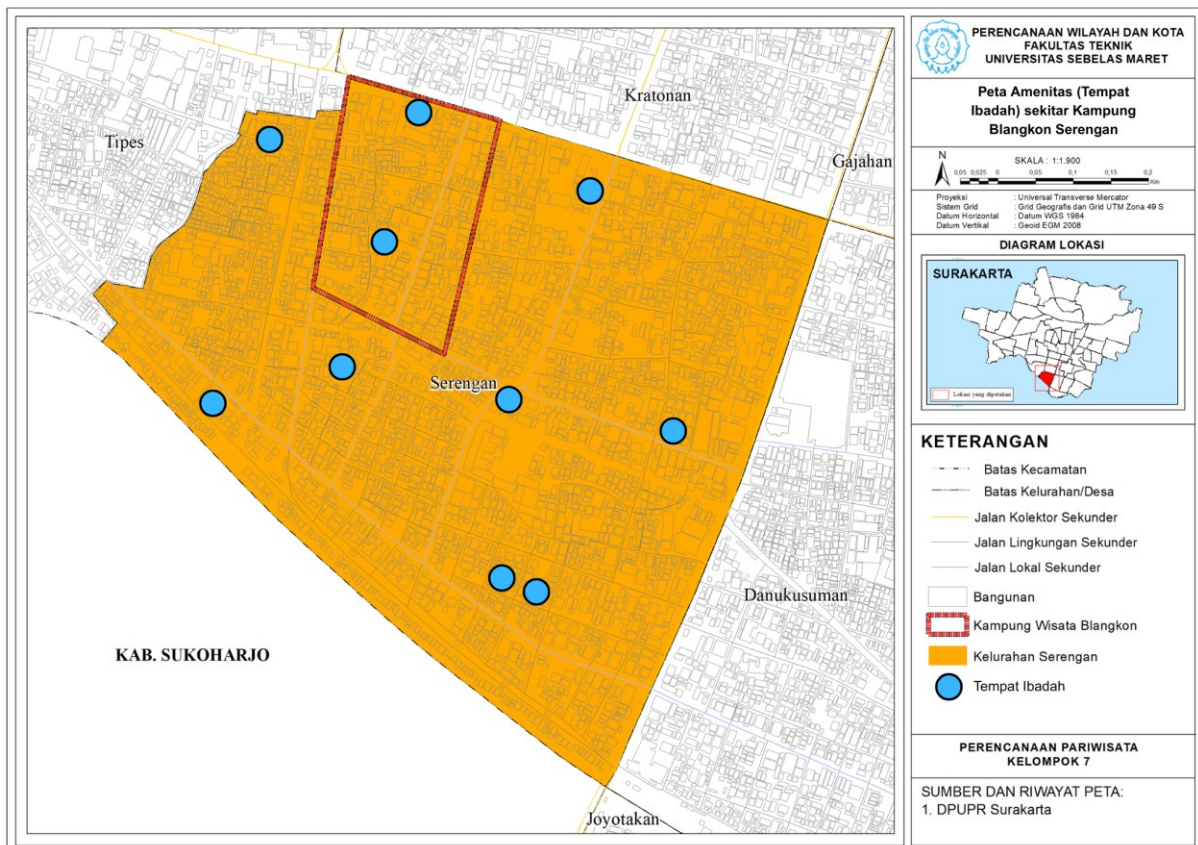 Tipes
Kratonan
Gajahan
Serengan
Danukusuman
KAB. SUKOHARJO
Joyotakan
PERENCANAAN WILAYAH DAN KOTA
FAKULTAS TEKNIK
UNIVERSITAS SEBELAS MARET
Peta Amenitas (Tempat
Ibadah) sekitar Kampung
Blangkon Serengan
N
SKALA : 1:1.900
0,05 0,025 0 0,05 0,1 0,15 0,2
Km
Proyeksi : Universal Transverse Mercator
Sistem Grid : Grid Geografis dan Grid UTM Zona 49 S
Datum Horizontal : Datum WGS 1984
Datum Vertikal : Geoid EGM 2008
DIAGRAM LOKASI
SURAKARTA
Lokasi yang dipetakan
KETERANGAN
Batas Kecamatan
Batas Kelurahan/Desa
Jalan Kolektor Sekunder
Jalan Lingkungan Sekunder
Jalan Lokal Sekunder
Bangunan
Kampung Wisata Blangkon
Kelurahan Serengan
Tempat Ibadah
PERENCANAAN PARIWISATA
KELOMPOK 7
SUMBER DAN RIWAYAT PETA:
1. DPUPR Surakarta